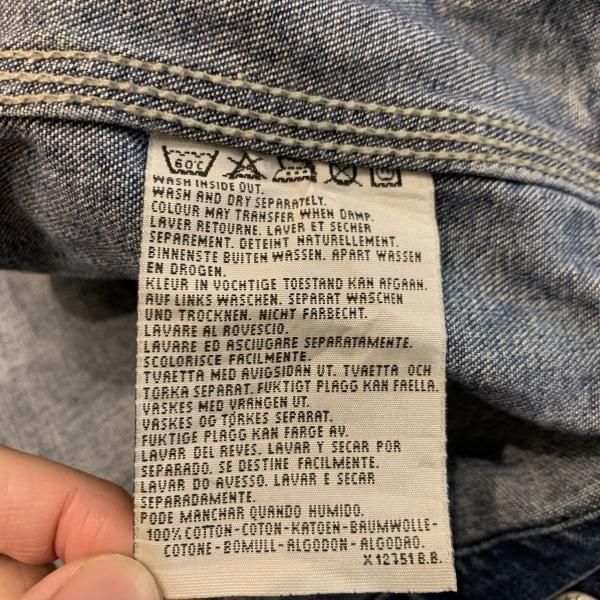 60°C
WASH INSIDE OUT.
WASH AND DRY SEPARATELY.
COLOUR MAY TRANSFER WHEN DAMP.
LAVER RETOURNE. LAVER ET SECHER
SEPAREMENT. DETEINT NATURELLEMENT.
BINNENSTE BUITEN WASSEN. APART WASSEN
EN DROGEN.
KLEUR IN VOCHTIGE TOESTAND KAN AFGAAN.
AUF LINKS WASCHEN. SEPARAT WASCHEN
UND TROCKNEN. NICHT FARBECHT.
LAVARE AL ROVESCIO.
LAVARE ED ASCIUGARE SEPARATAMENTE.
SCOLORISCE FACILMENTE.
TVAETTA MED AVIGSIDAN UT. TVAETTA OCH
TORKA SEPARAT. FUKTIGT PLAGG KAN FAELLA.
VASKES MED VRANGEN UT.
VASKES OG TORKES SEPARAT.
FUKTIGE PLAGG KAN FARGE AV.
LAVAR DEL REVES. LAVAR Y SECAR POR
SEPARADO. SE DESTINE FACILMENTE.
LAVAR DO AVESSO. LAVAR E SECAR
SEPARADAMENTE.
PODE MANCHAR QUANDO HUMIDO.
100% COTTON-COTON-KATOEN-BAUMWOLLE-
COTONE-BOMULL-ALGODON-ALGODAO.
X 12751 B.B.